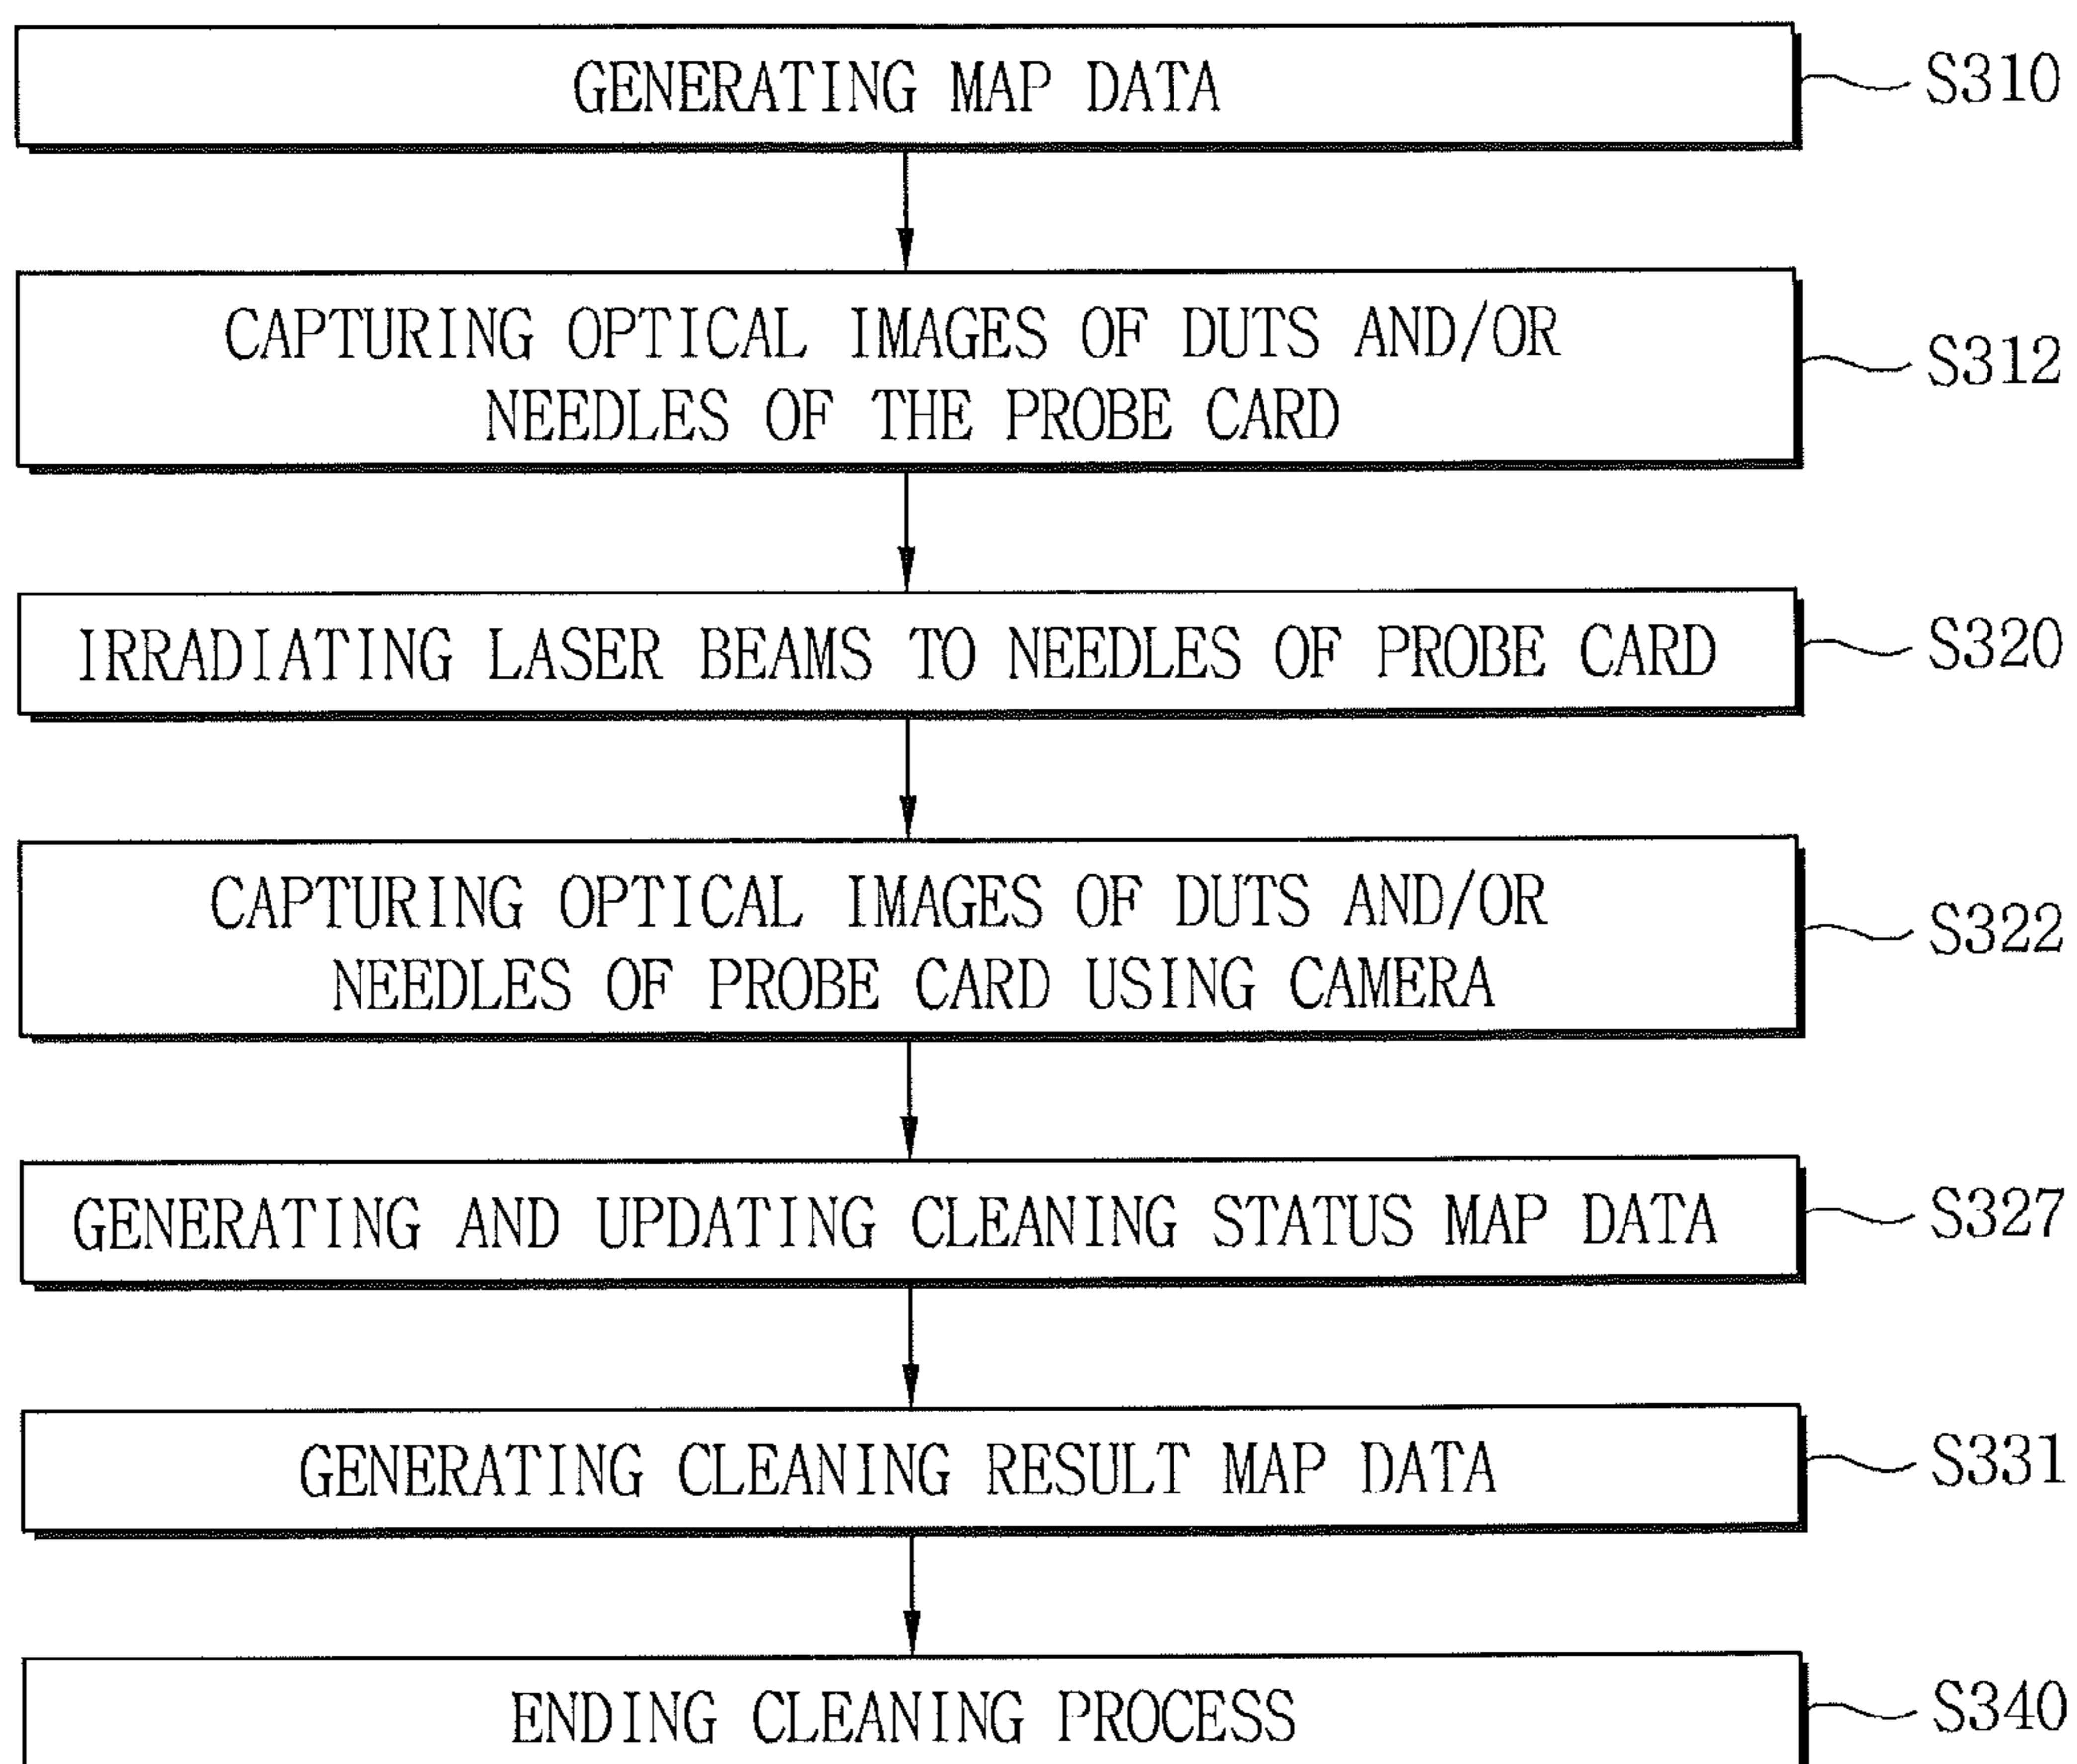 GENERATING MAP DATA
S310
CAPTURING OPTICAL IMAGES OF DUTS AND/OR
NEEDLES OF THE PROBE CARD
S312
IRRADIATING LASER BEAMS TO NEEDLES OF PROBE CARD
S320
CAPTURING OPTICAL IMAGES OF DUTS AND/OR
NEEDLES OF PROBE CARD USING CAMERA
S322
GENERATING AND UPDATING CLEANING STATUS MAP DATA
S327
GENERATING CLEANING RESULT MAP DATA
S331
ENDING CLEANING PROCESS
S340